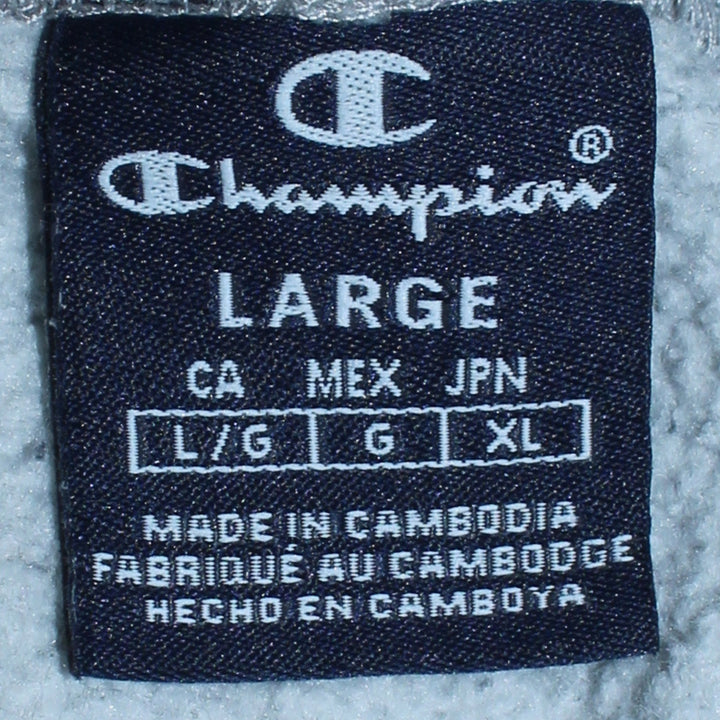 Champion®
LARGE
CA MEX JPN
L/G G XL
MADE IN CAMBODIA
FABRIQUÉ AU CAMBODGE
HECHO EN CAMBOYA